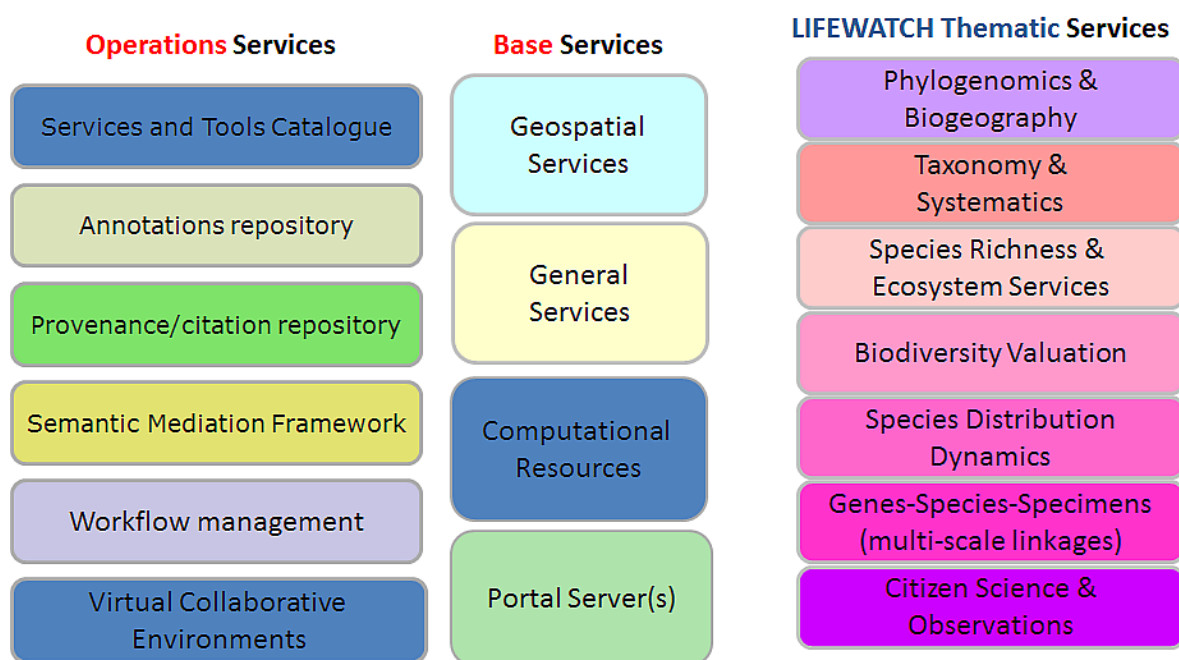 Operations Services
Services and Tools Catalogue
Annotations repository
Provenance/citation repository
Semantic Mediation Framework
Workflow management
Virtual Collaborative
Environments
Base Services
Geospatial
Services
General
Services
Computational
Resources
Portal Server(s)
LIFEWATCH Thematic Services
Phylogenomics &
Biogeography
Taxonomy &
Systematics
Species Richness &
Ecosystem Services
Biodiversity Valuation
Species Distribution
Dynamics
Genes-Species-Specimens
(multi-scale linkages)
Citizen Science &
Observations